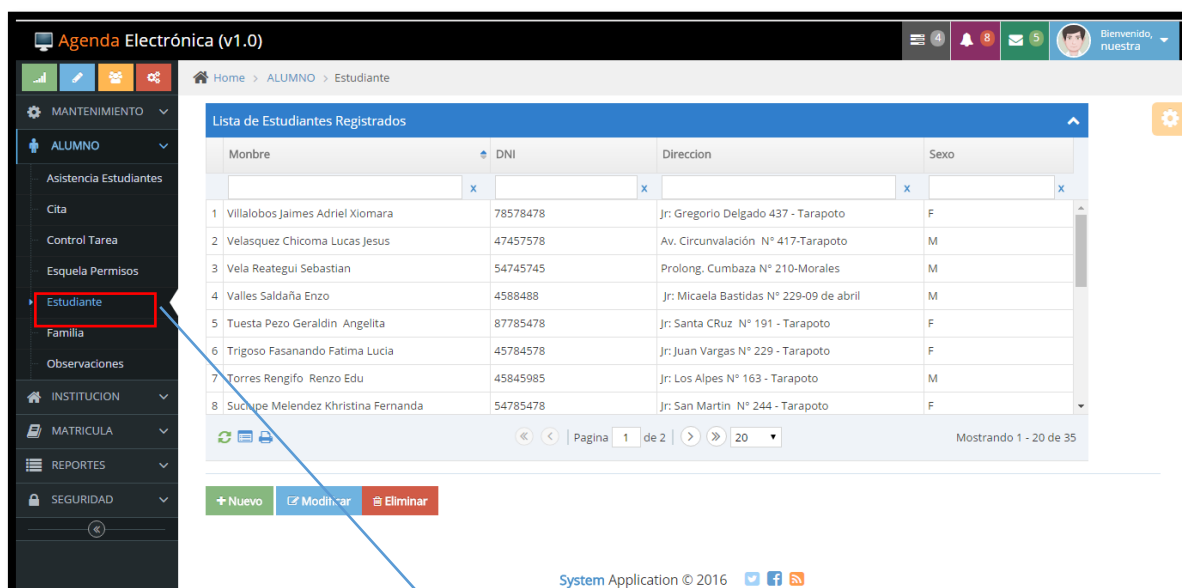 Agenda Electrónica (v1.0)
4
8
5
Bienvenido,
nuestra
Home > ALUMNO > Estudiante
MANTENIMIENTO
ALUMNO
Asistencia Estudiantes
Cita
Control Tarea
Esquela Permisos
Estudiante
Familia
Observaciones
INSTITUCION
MATRICULA
REPORTES
SEGURIDAD
Lista de Estudiantes Registrados
Monbre DNI Direccion Sexo
x x x x
1 Villalobos Jaimes Adriel Xiomara 78578478 Jr: Gregorio Delgado 437 - Tarapoto F
2 Velasquez Chicoma Lucas Jesus 47457578 Av. Circunvalación N° 417-Tarapoto M
3 Vela Reategui Sebastian 54745745 Prolong. Cumbaza N° 210-Morales M
4 Valles Saldaña Enzo 4588488 Jr: Micaela Bastidas N° 229-09 de abril M
5 Tuesta Pezo Geraldin Angelita 87785478 Jr: Santa CRuz N° 191 - Tarapoto F
6 Trigoso Fasanando Fatima Lucia 45784578 Jr: Juan Vargas N° 229 - Tarapoto F
7 Torres Rengifo Renzo Edu 45845985 Jr: Los Alpes N° 163 - Tarapoto M
8 Suclupe Melendez Khristina Fernanda 54785478 Jr: San Martin N° 244 - Tarapoto F
Pagina 1 de 2 20 Mostrando 1 - 20 de 35
Nuevo Modificar Eliminar
System Application © 2016